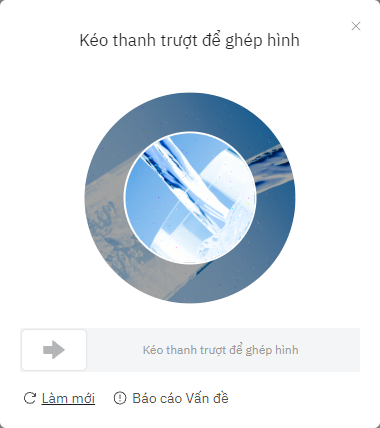 Kéo thanh trượt để ghép hình
Kéo thanh trượt để ghép hình
Làm mới
Báo cáo Vấn đề